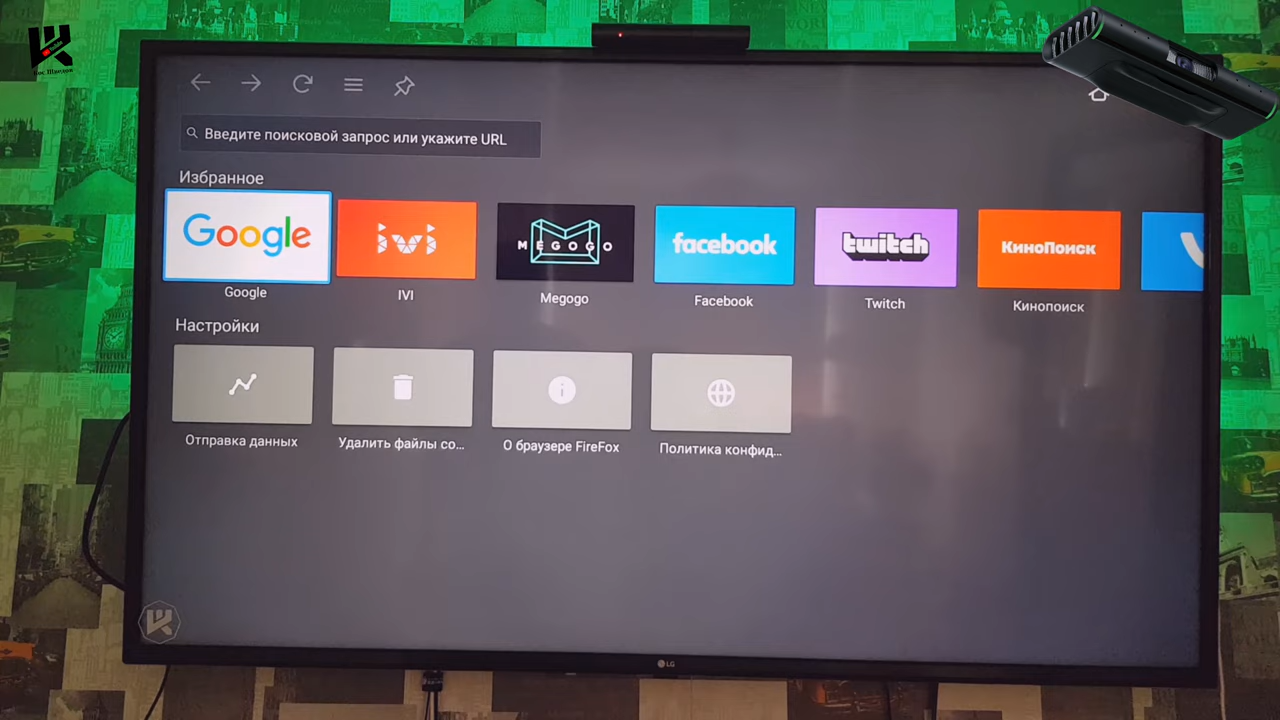 Введите поисковой запрос или укажите URL
Избранное
Google
ivi
MEGOGO
facebook
twitch
КиноПоиск
Google
IVI
Megogo
Facebook
Twitch
Кинопоиск
Настройки
Отправка данных
Удалить файлы со...
О браузере FireFox
Политика конфид...
LG